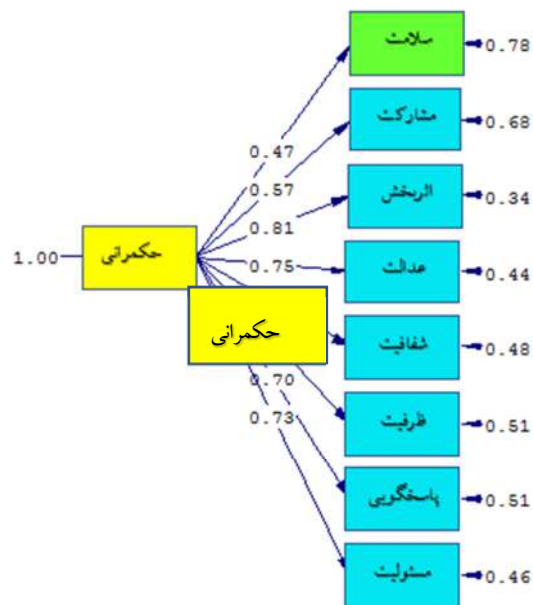 سلامت
0.78
مشارکت
0.68
0.47
0.57
اثربخش
0.34
0.81
حکمرانی
1.00
عدالت
0.44
0.75
حکمرانی
شفافیت
0.48
0.70
ظرفیت
0.51
0.73
پاسخگویی
0.51
مسئولیت
0.46